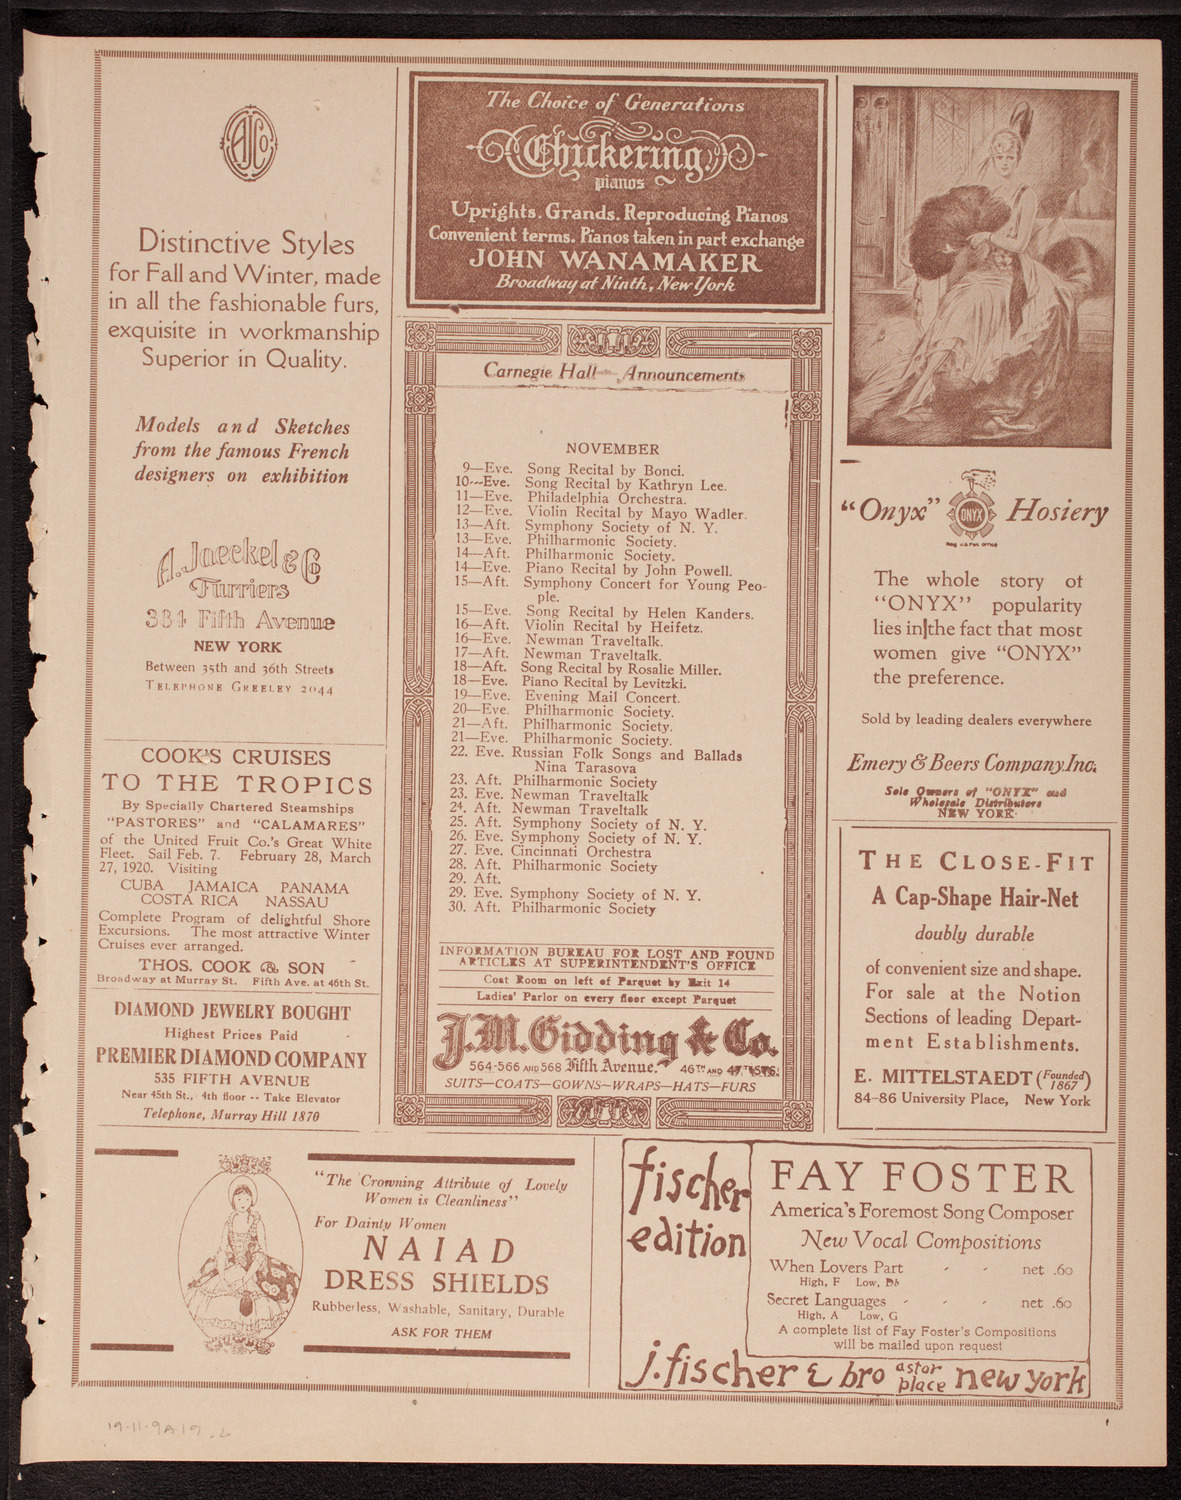 AJCo
Distinctive Styles
for Fall and Winter, made
in all the fashionable furs,
exquisite in workmanship
Superior in Quality.
Models and Sketches
from the famous French
designers on exhibition
A. Jaeckel & Co
Furriers
384 Fifth Avenue
NEW YORK
Between 35th and 36th Streets
TELEPHONE GREELEY 2044
COOK'S CRUISES
TO THE TROPICS
By Specially Chartered Steamships
"PASTORES" and "CALAMARES"
of the United Fruit Co.'s Great White
Fleet. Sail Feb. 7. February 28, March
27, 1920. Visiting
CUBA JAMAICA PANAMA
COSTA RICA NASSAU
Complete Program of delightful Shore
Excursions. The most attractive Winter
Cruises ever arranged.
THOS. COOK & SON
Broadway at Murray St. Fifth Ave. at 46th St.
DIAMOND JEWELRY BOUGHT
Highest Prices Paid
PREMIER DIAMOND COMPANY
535 FIFTH AVENUE
Near 45th St., 4th floor -- Take Elevator
Telephone, Murray Hill 1870
The Choice of Generations
Chickering
pianos
Uprights. Grands. Reproducing Pianos
Convenient terms. Pianos taken in part exchange
JOHN WANAMAKER
Broadway at Ninth, New York
Carnegie Hall — Announcements
NOVEMBER
9—Eve. Song Recital by Bonci.
10--Eve. Song Recital by Kathryn Lee.
11—Eve. Philadelphia Orchestra.
12—Eve. Violin Recital by Mayo Wadler.
13—Aft. Symphony Society of N. Y.
13—Eve. Philharmonic Society.
14—Aft. Philharmonic Society.
14—Eve. Piano Recital by John Powell.
15—Aft. Symphony Concert for Young Peo-
ple.
15—Eve. Song Recital by Helen Kanders.
16—Aft. Violin Recital by Heifetz.
16—Eve. Newman Traveltalk.
17—Aft. Newman Traveltalk.
18—Aft. Song Recital by Rosalie Miller.
18—Eve. Piano Recital by Levitzki.
19—Eve. Evening Mail Concert.
20—Eve. Philharmonic Society.
21—Aft. Philharmonic Society.
21—Eve. Philharmonic Society.
22. Eve. Russian Folk Songs and Ballads
Nina Tarasova
23. Aft. Philharmonic Society
23. Eve. Newman Traveltalk
24. Aft. Newman Traveltalk
25. Aft. Symphony Society of N. Y.
26. Eve. Symphony Society of N. Y.
27. Eve. Cincinnati Orchestra
28. Aft. Philharmonic Society
29. Aft.
29. Eve. Symphony Society of N. Y.
30. Aft. Philharmonic Society
INFORMATION BUREAU FOR LOST AND FOUND
ARTICLES AT SUPERINTENDENT'S OFFICE
Coat Room on left of Parquet by Exit 14
Ladies' Parlor on every floor except Parquet
J. M. Gidding & Co.
564-566 AND 568 Fifth Avenue. 46TH AND 47TH STS.
SUITS—COATS—GOWNS—WRAPS—HATS—FURS
"Onyx" ONYX Hosiery
Reg. U.S. Pat. Office
The whole story of
"ONYX" popularity
lies in the fact that most
women give "ONYX"
the preference.
Sold by leading dealers everywhere
Emery & Beers Company, Inc.
Sole Owners of "ONYX" and
Wholesale Distributors
NEW YORK
THE CLOSE-FIT
A Cap-Shape Hair-Net
doubly durable
of convenient size and shape.
For sale at the Notion
Sections of leading Depart-
ment Establishments.
E. MITTELSTAEDT (Founded 1867)
84-86 University Place, New York
"The Crowning Attribute of Lovely
Women is Cleanliness"
For Dainty Women
NAIAD
DRESS SHIELDS
Rubberless, Washable, Sanitary, Durable
ASK FOR THEM
fischer
edition
FAY FOSTER
America's Foremost Song Composer
New Vocal Compositions
When Lovers Part - - net .60
High, F Low, Db
Secret Languages - - - net .60
High, A Low, G
A complete list of Fay Foster's Compositions
will be mailed upon request
j. fischer & bro astor place new york
19.11.9A19.2